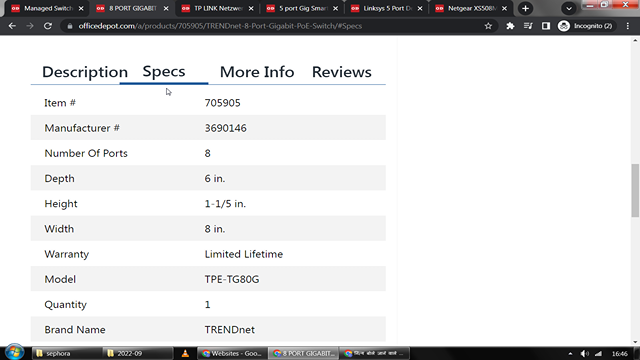 Managed Switch
8 PORT GIGABIT
TP LINK Netzwer
5 port Gig Smar
Linksys 5 Port De
Netgear XS508M
officedepot.com/a/products/705905/TRENDnet-8-Port-Gigabit-PoE-Switch/#Specs
Incognito (2)
Description Specs More Info Reviews
Item # 705905
Manufacturer # 3690146
Number Of Ports 8
Depth 6 in.
Height 1-1/5 in.
Width 8 in.
Warranty Limited Lifetime
Model TPE-TG80G
Quantity 1
Brand Name TRENDnet
sephora
2022-09
Websites - Goo...
8 PORT GIGABIT...
16:46